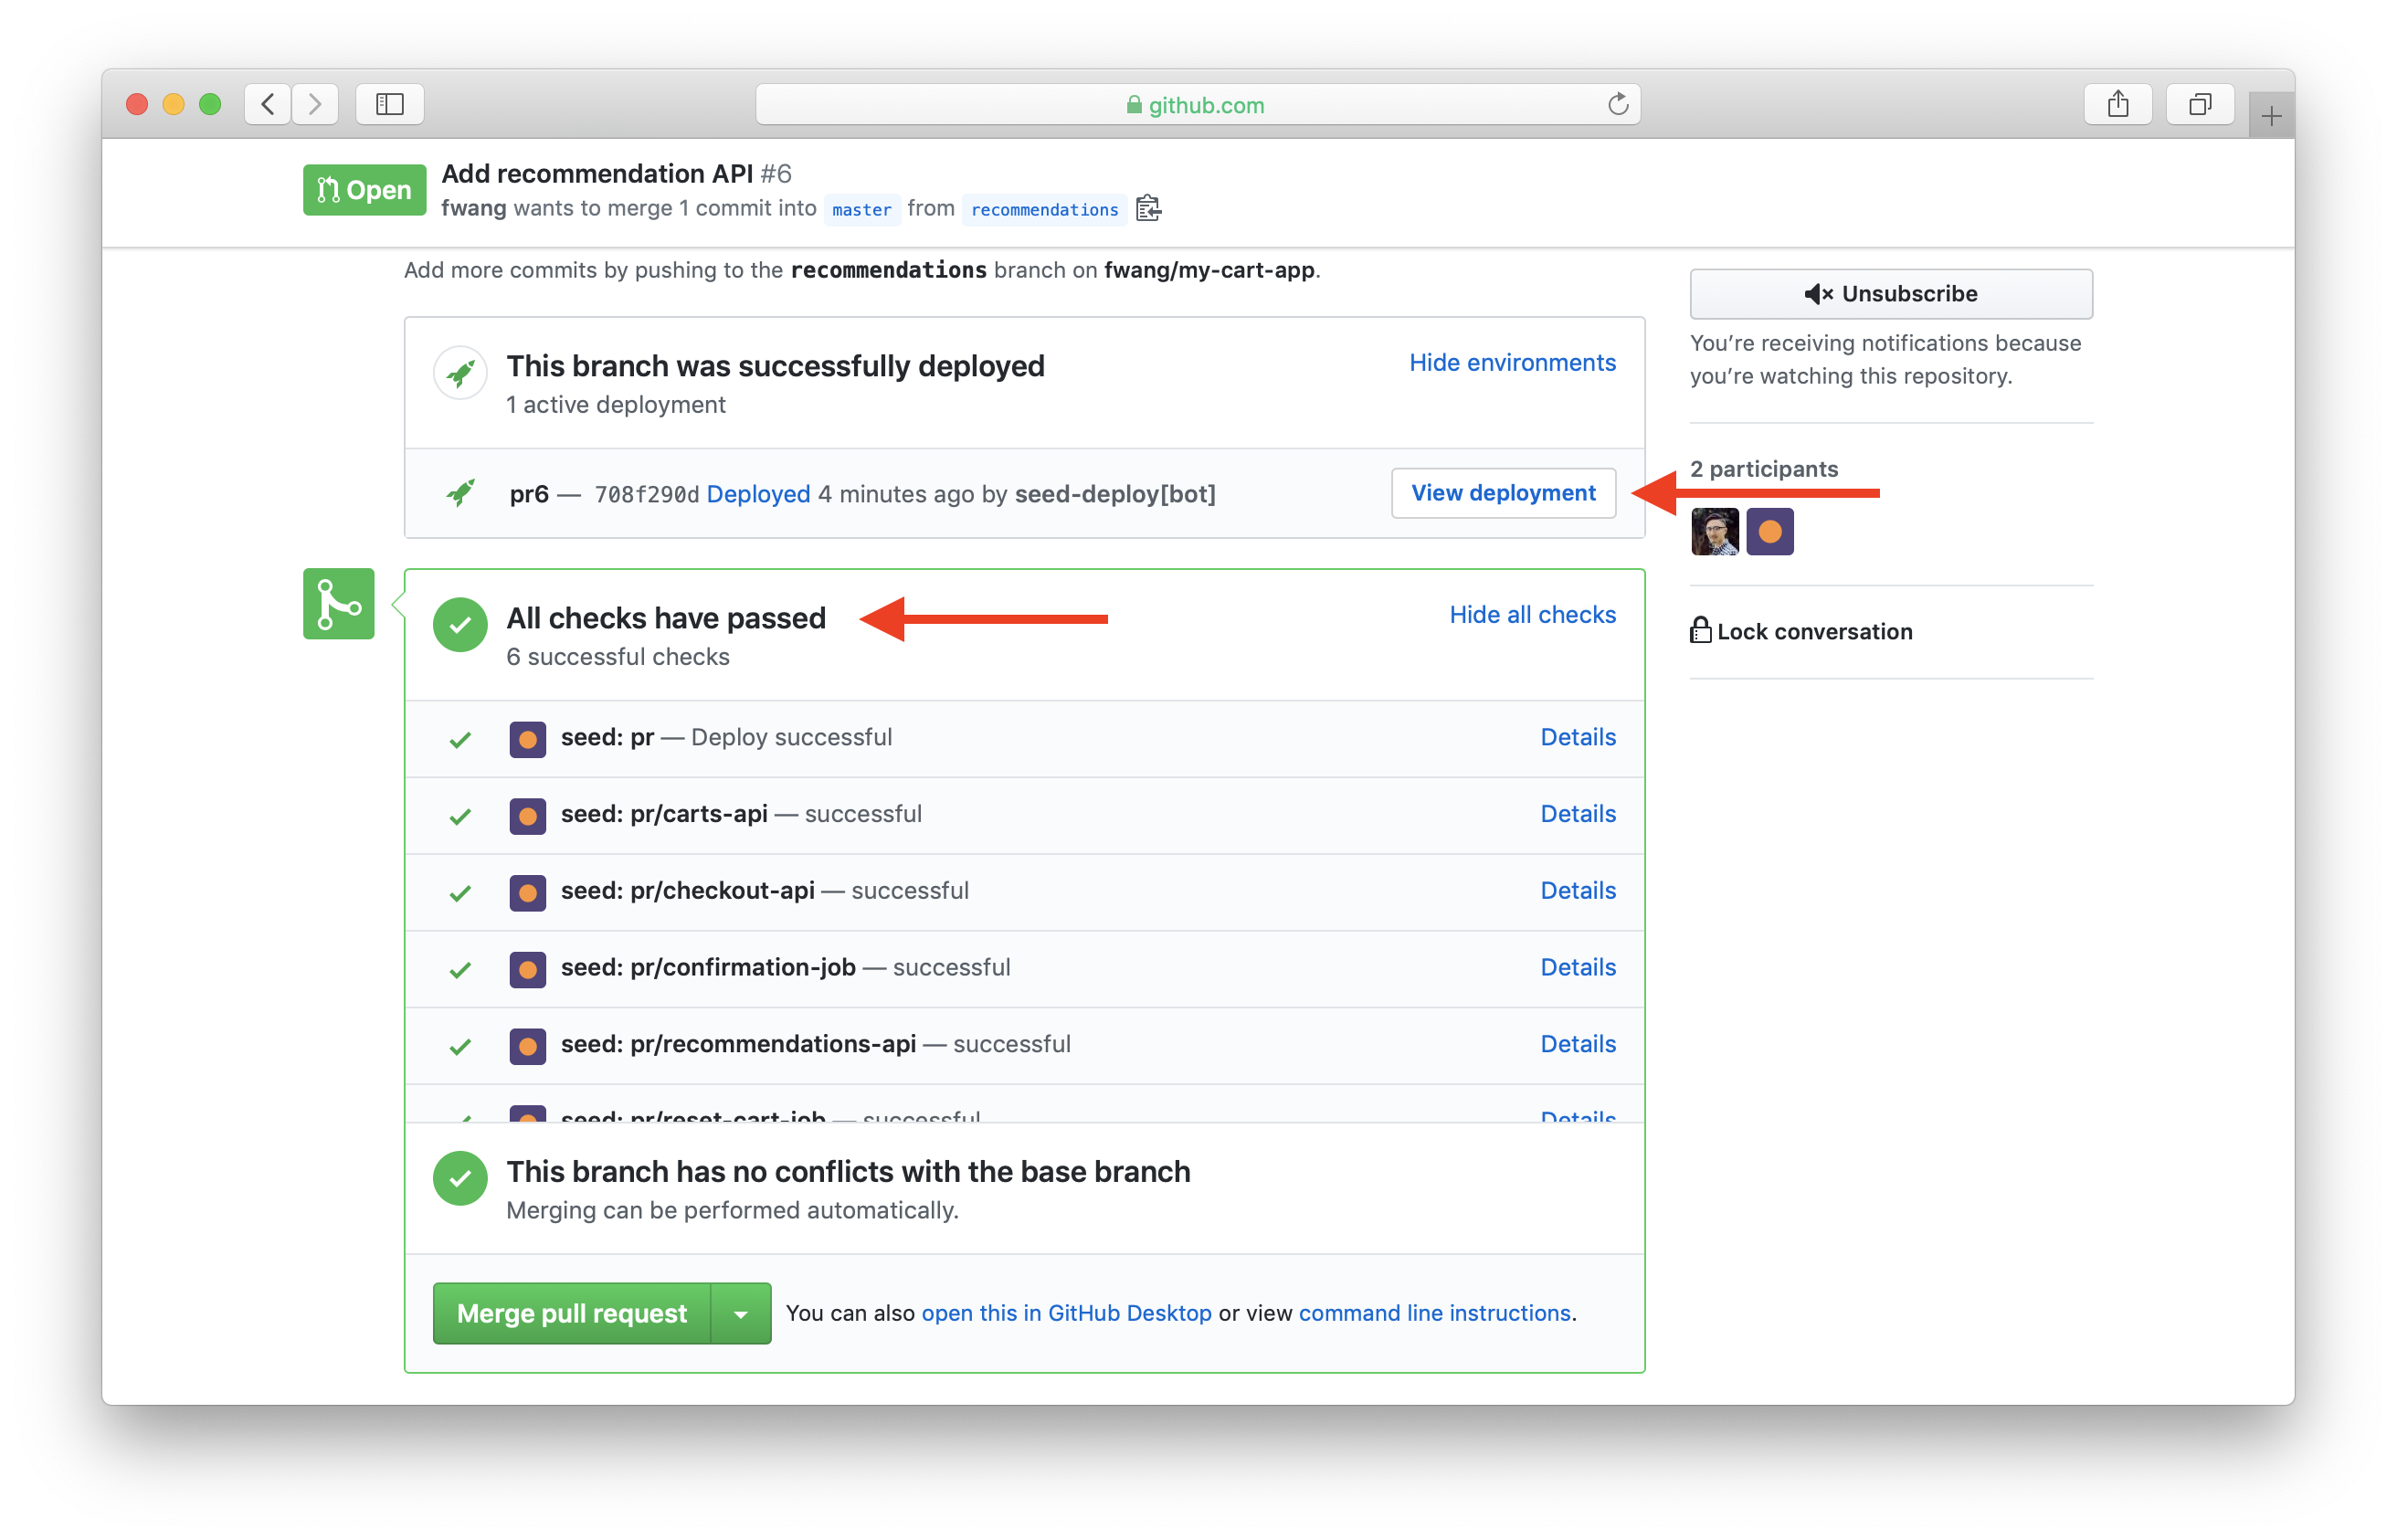 github.com
Open
Add recommendation API #6
fwang wants to merge 1 commit into master from recommendations
Add more commits by pushing to the recommendations branch on fwang/my-cart-app.
Unsubscribe
You’re receiving notifications because
you’re watching this repository.
This branch was successfully deployed
Hide environments
1 active deployment
pr6 — 708f290d Deployed 4 minutes ago by seed-deploy[bot]
View deployment
2 participants
All checks have passed
Hide all checks
6 successful checks
Lock conversation
seed: pr — Deploy successful
Details
seed: pr/carts-api — successful
Details
seed: pr/checkout-api — successful
Details
seed: pr/confirmation-job — successful
Details
seed: pr/recommendations-api — successful
Details
seed: pr/reset-cart-job — successful
Details
This branch has no conflicts with the base branch
Merging can be performed automatically.
Merge pull request
You can also open this in GitHub Desktop or view command line instructions.